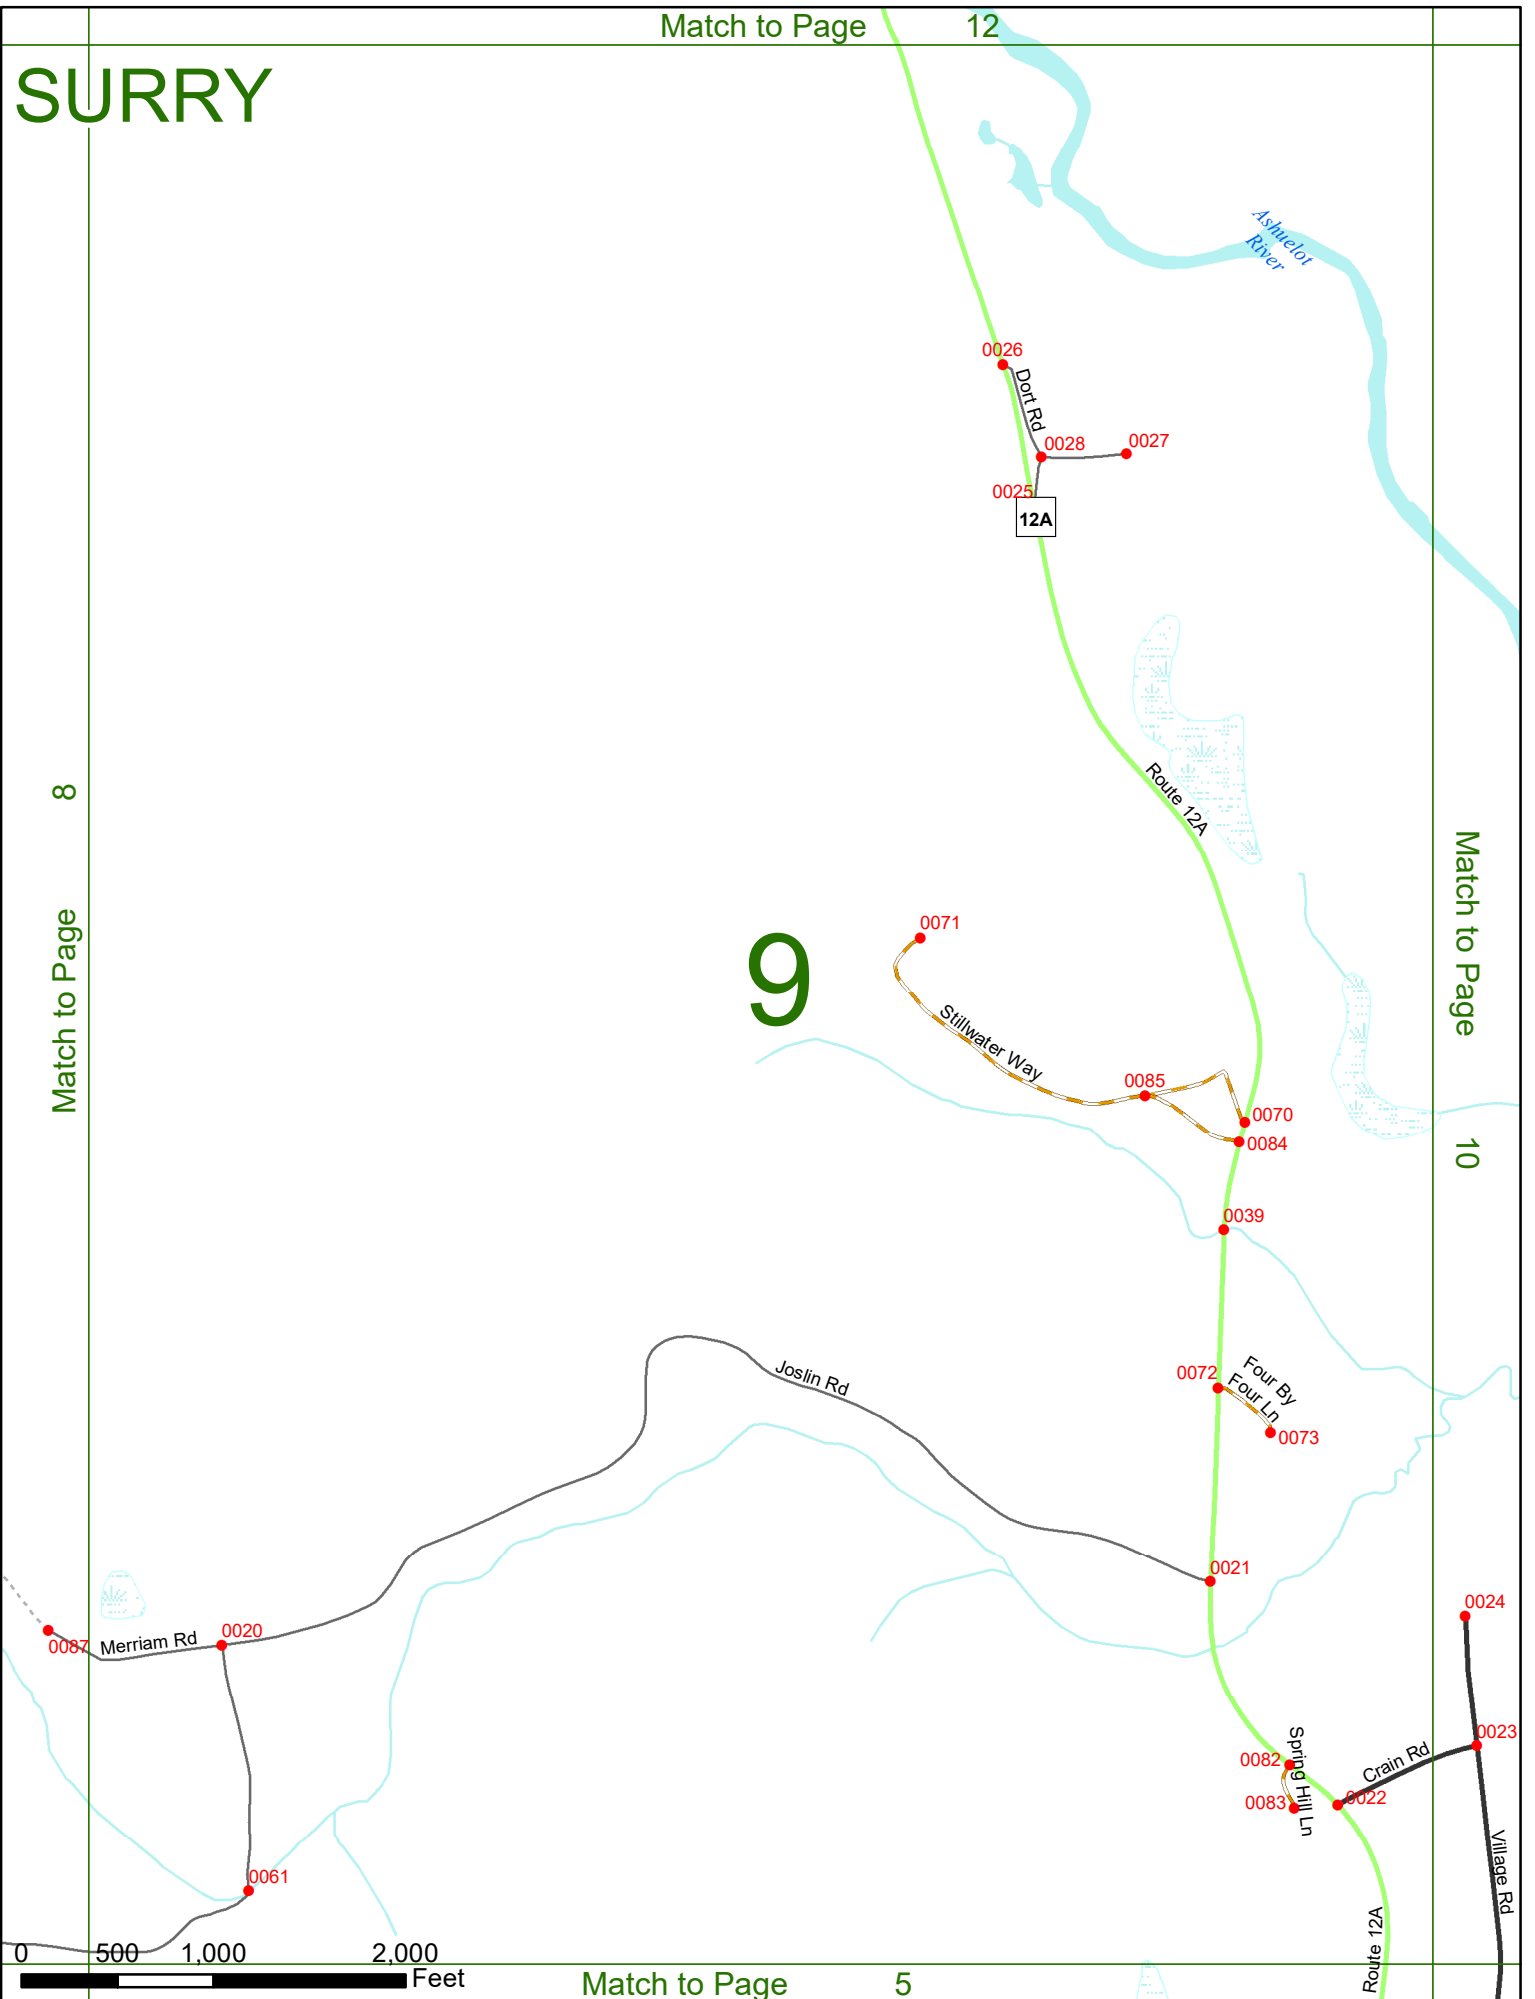 Match to Page 12
SURRY
Ashuelot
River
0026
Dort Rd
0028
0027
0025
12A
Route 12A
8
Match to Page
Match to Page
10
9
0071
Stillwater Way
0085
0070
0084
0039
0072
Four By
Four Ln
0073
Joslin Rd
0021
0024
0020
Merriam Rd
0087
0023
Crain Rd
0082
Spring Hill Ln
0083
0022
Village Rd
0061
Route 12A
0 500 1,000 2,000
Feet
Match to Page 5